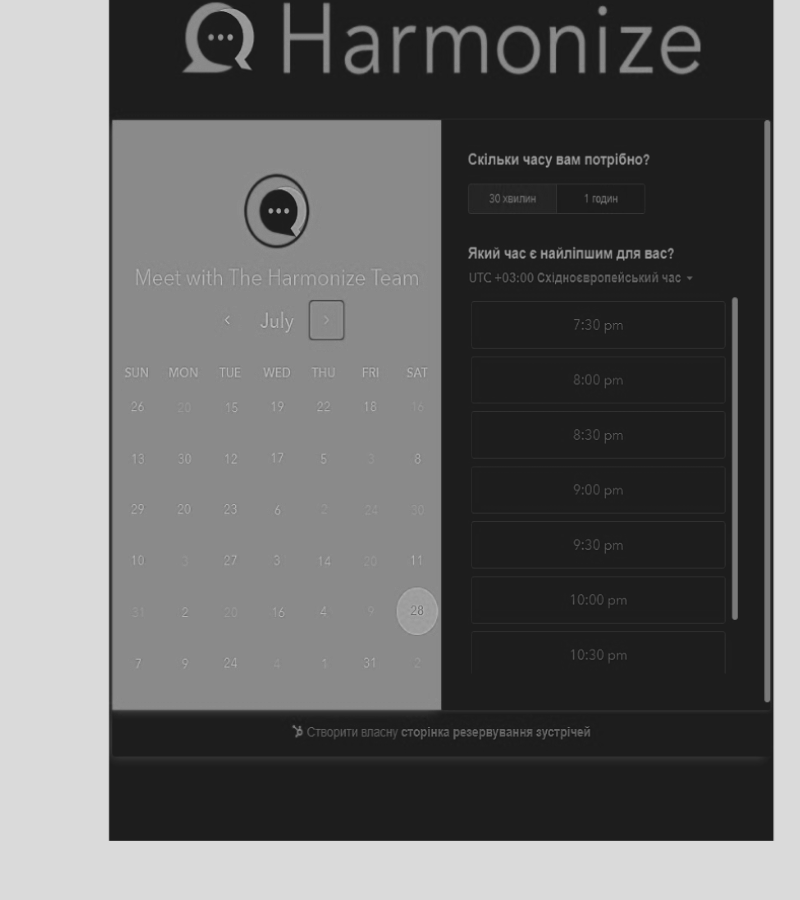 Harmonize
Meet with The Harmonize Team
July
SUN MON TUE WED THU FRI SAT
26 20 15 19 22 18 16
13 30 12 17 5 3 8
29 20 23 6 2 24 30
10 3 27 3 14 20 11
31 2 20 16 4 9 28
7 9 24 4 1 31 2
Скільки часу вам потрібно?
30 хвилин 1 годин
Який час є найліпшим для вас?
UTC +03:00 Східноєвропейський час
7:30 pm
8:00 pm
8:30 pm
9:00 pm
9:30 pm
10:00 pm
10:30 pm
Створити власну сторінка резервування зустрічей